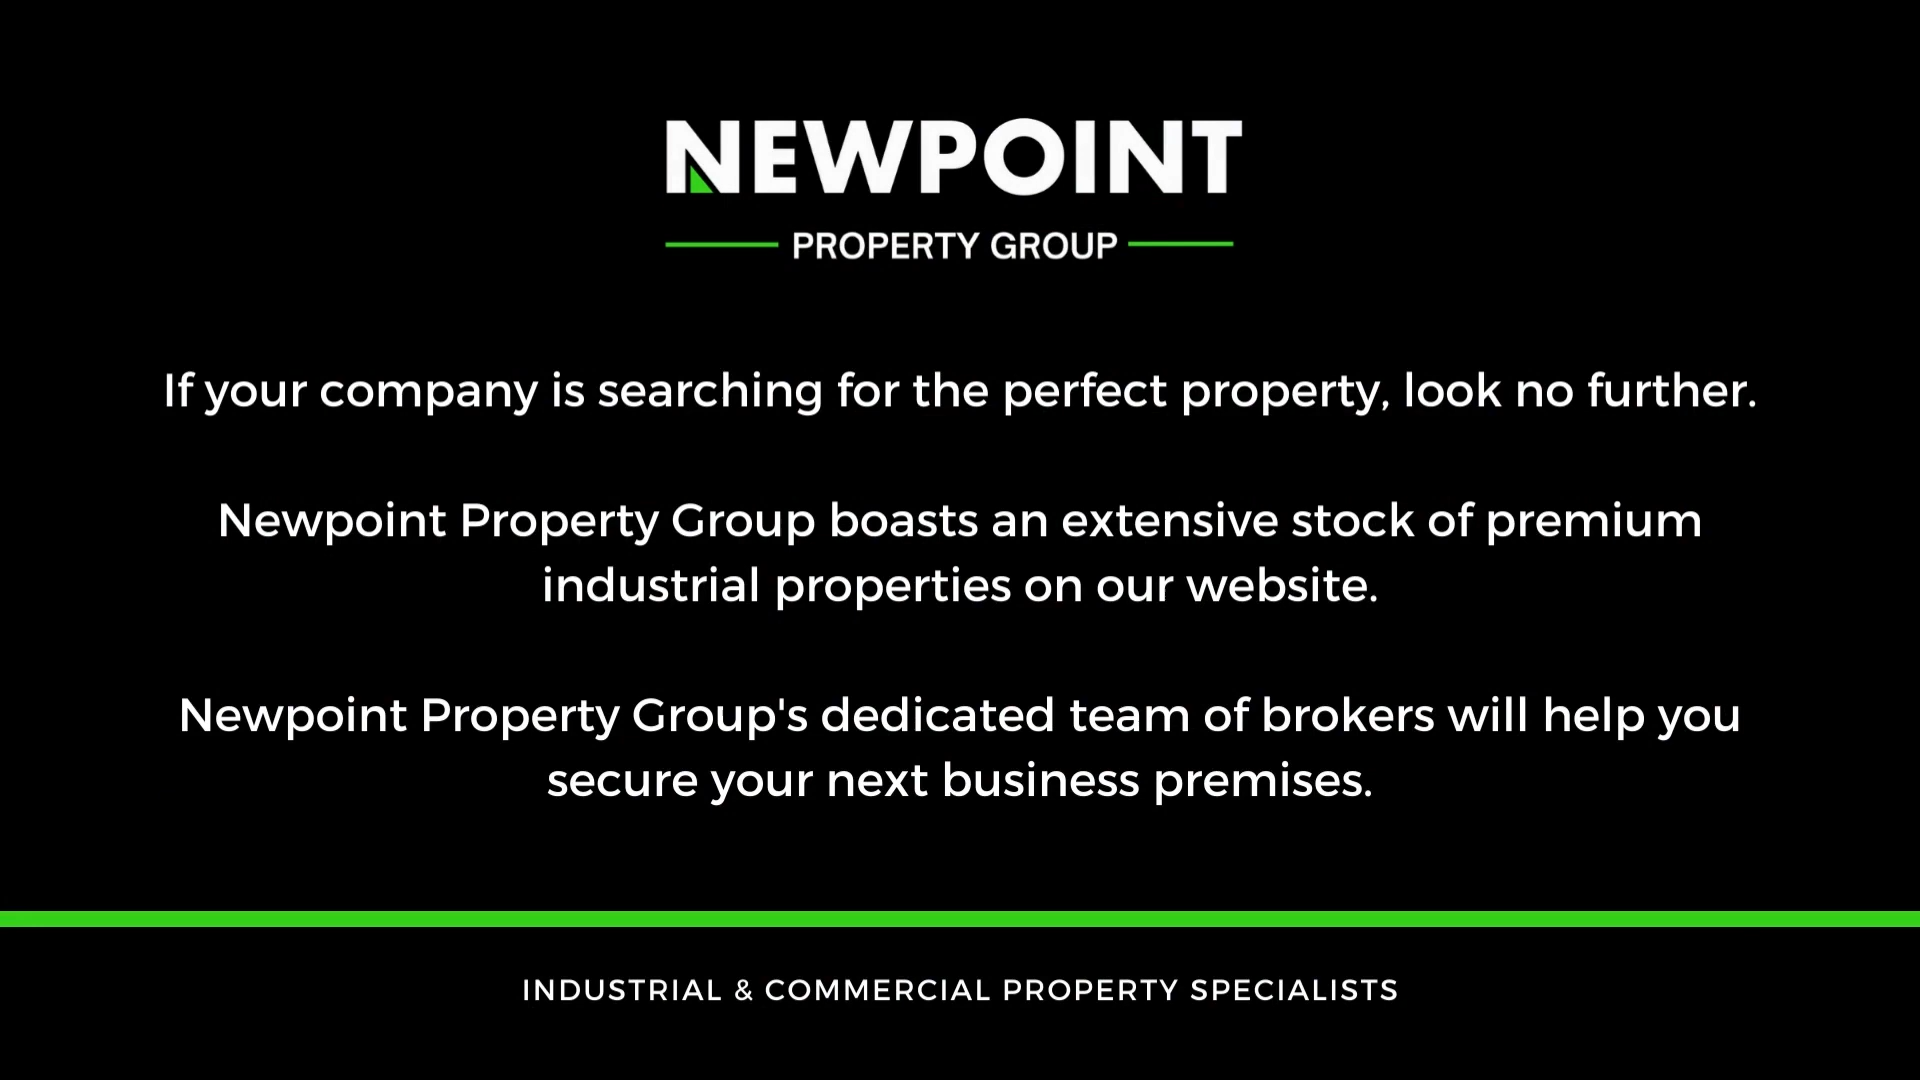 NEWPOINT
PROPERTY GROUP
If your company is searching for the perfect property, look no further.
Newpoint Property Group boasts an extensive stock of premium
industrial properties on our website.
Newpoint Property Group's dedicated team of brokers will help you
secure your next business premises.
INDUSTRIAL & COMMERCIAL PROPERTY SPECIALISTS